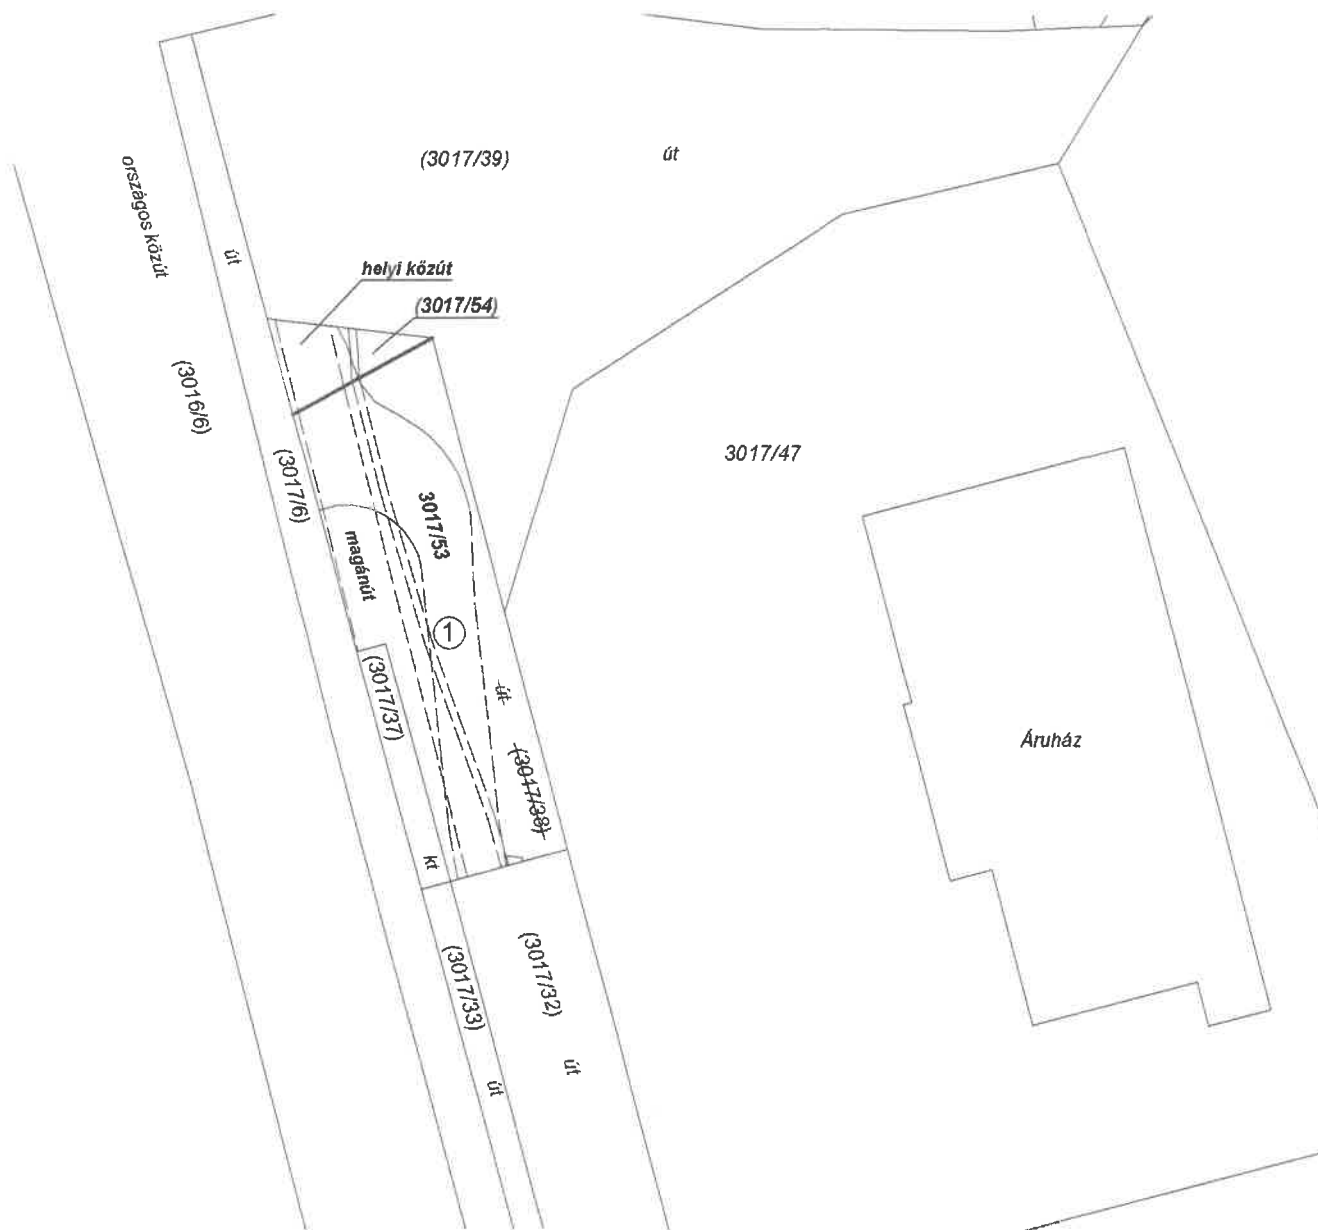 (3017/39)
út
országos közút
út
helyi közút
(3017/54)
(3016/6)
(3017/6)
3017/47
3017/53
magánút
1
(3017/37)
út
(3017/38)
Áruház
kt
(3017/33)
(3017/32)
út
út